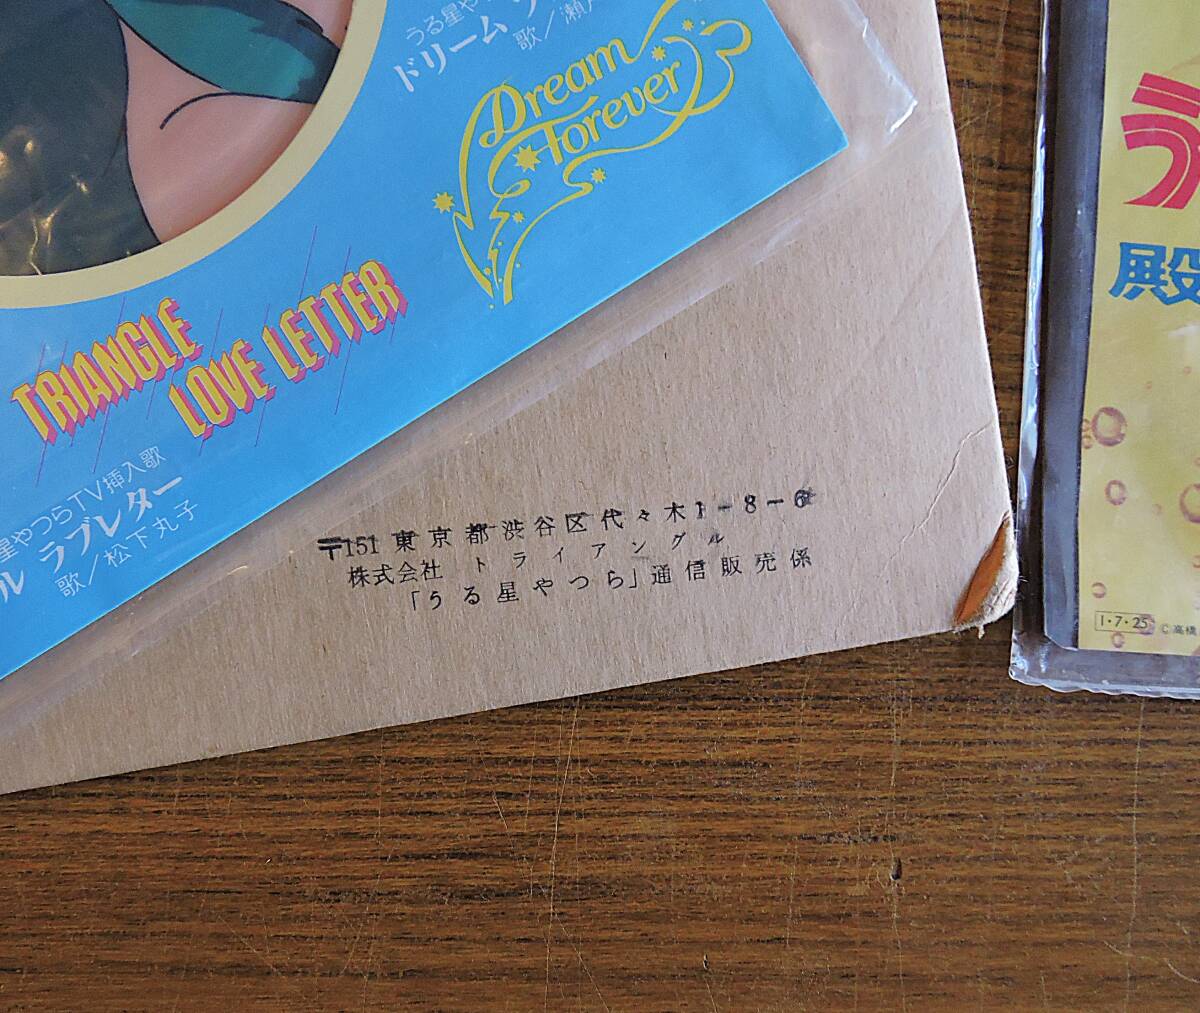 うる星や
ドリーム
歌／瀬戸
Dream
Forever
TRIANGLE
LOVE LETTER
星やつらTV挿入歌
ル ラブレター
歌／松下丸子
〒151 東京都渋谷区代々木1-8-6
株式会社 トライアングル
「うる星やつら」通信販売係
殿
1・7・25 C高橋